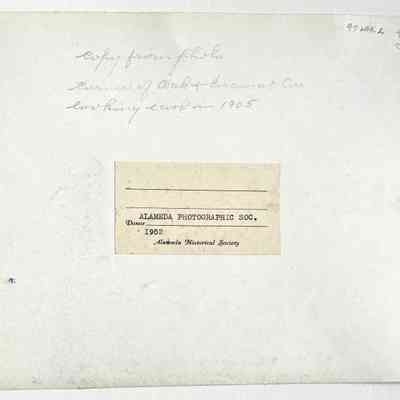 Copy from photo
corner of Oak & Encinal Ave
looking east in 1905
ALAMEDA PHOTOGRAPHIC SOC.
Donor
1952
Alameda Historical Society